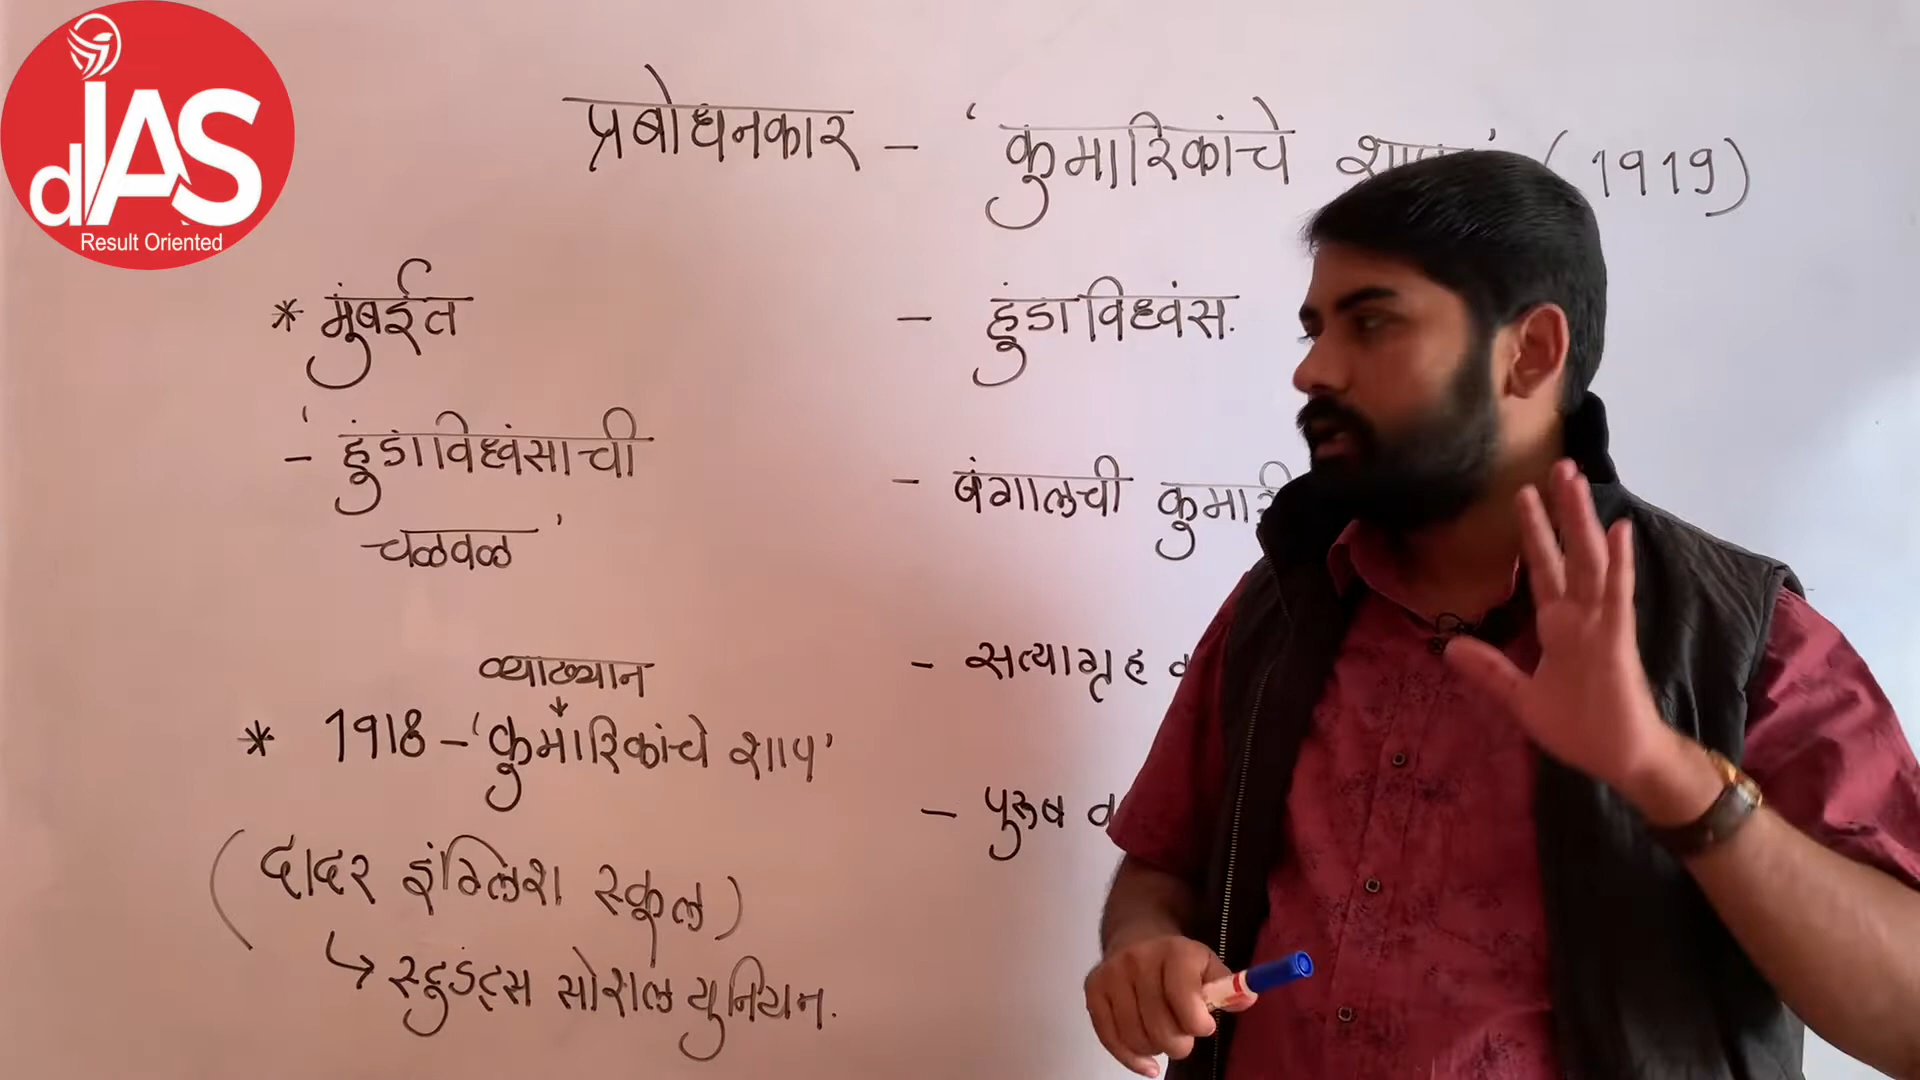 dIAS
Result Oriented
प्रबोधनकार - ' कुमारिकांचे ' (1919)
* मुंबईत
- ' हुंडाविध्वंसाची
चळवळ '
व्याख्यान
* 1918 - 'कुमारिकांचे शाप'
(दादर इंग्लिश स्कूल)
↳ स्टुडंट्स सोशल युनियन.
- हुंडाविध्वंस.
- बंगालची
- सत्याग्रह
- पुरूष